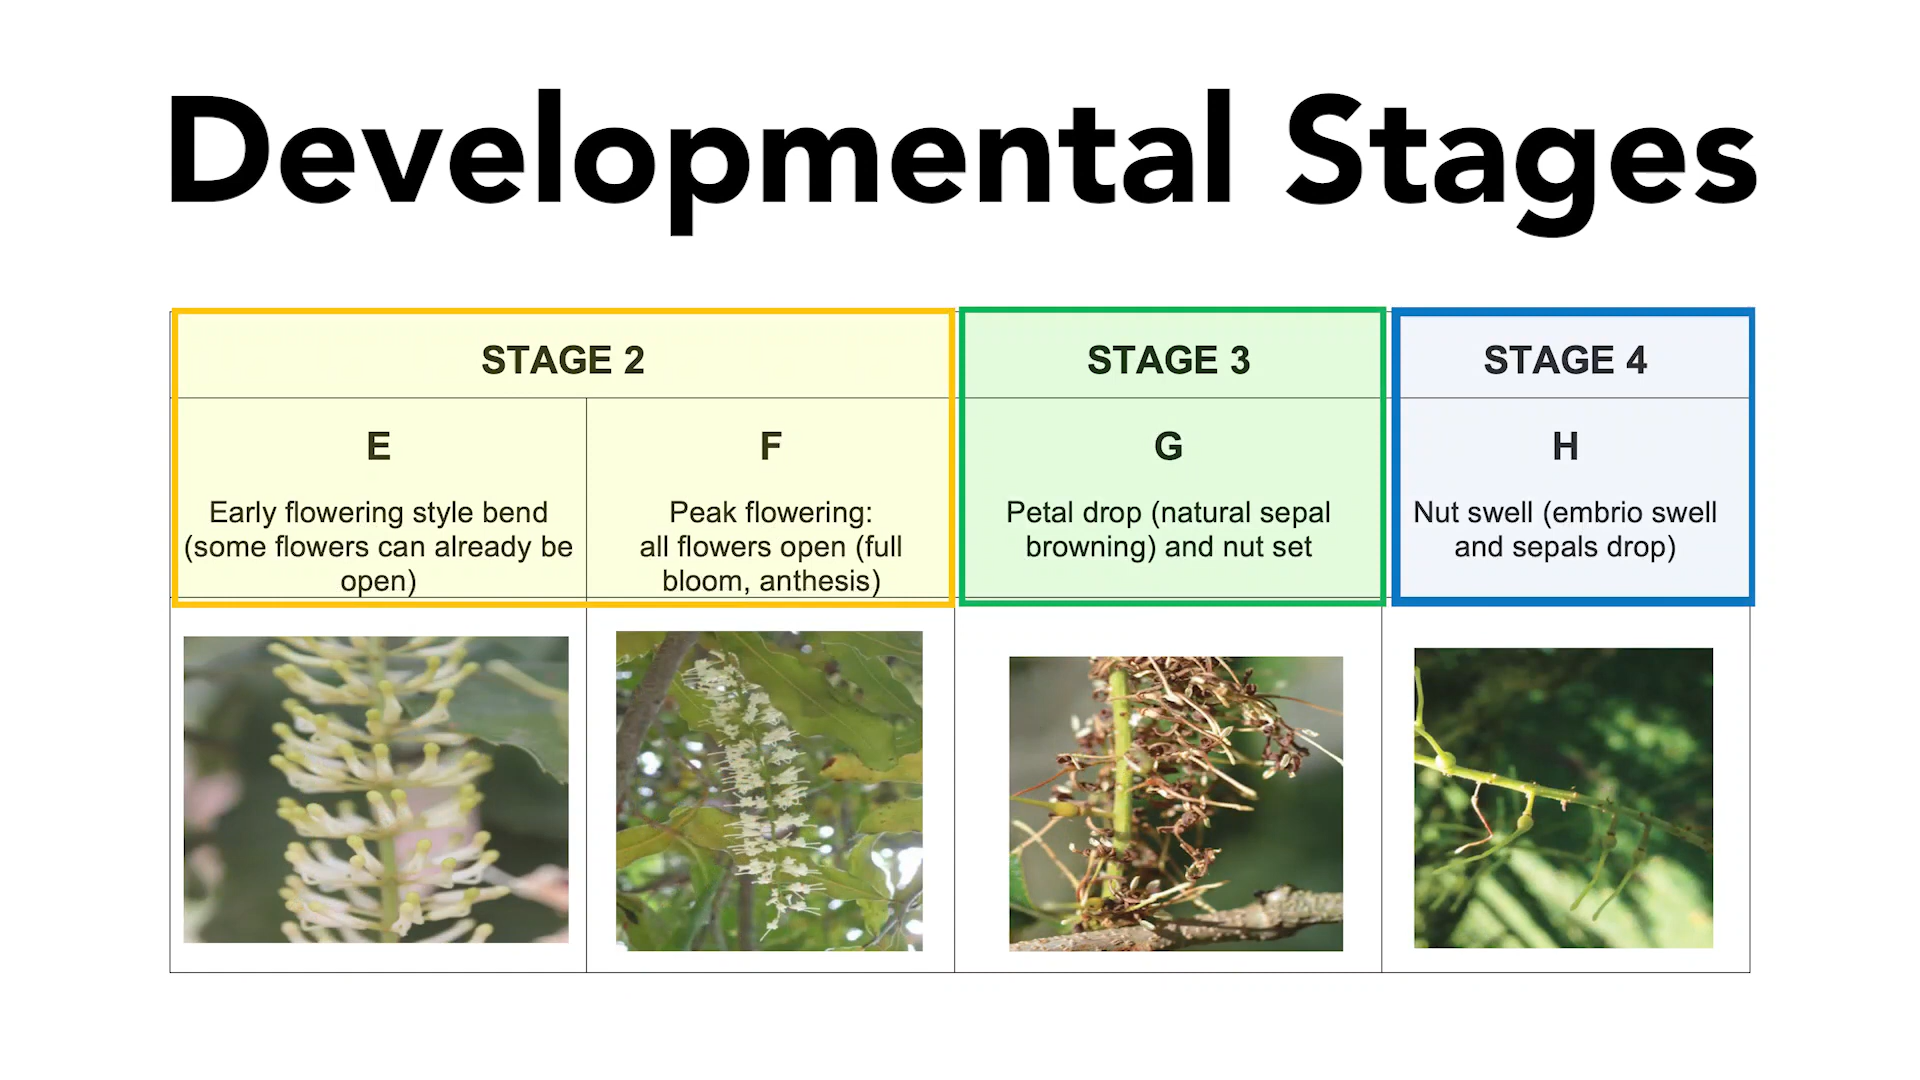 Developmental Stages
STAGE 2
STAGE 3
STAGE 4
E
F
G
H
Early flowering style bend
(some flowers can already be
open)
Peak flowering:
all flowers open (full
bloom, anthesis)
Petal drop (natural sepal
browning) and nut set
Nut swell (embrio swell
and sepals drop)